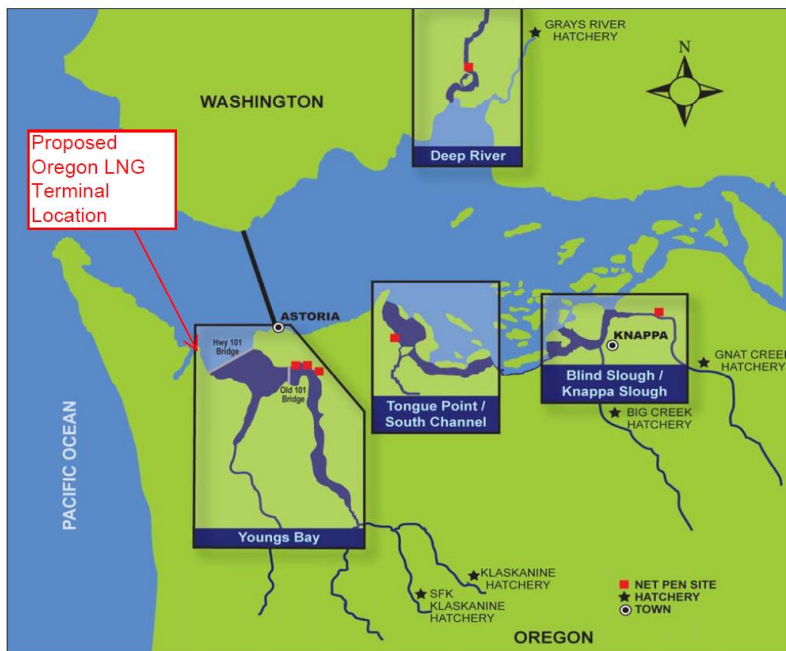 GRAYS RIVER
HATCHERY
N
WASHINGTON
Proposed
Oregon LNG
Terminal
Location
Deep River
ASTORIA
Hwy 101
Bridge
Old 101
Bridge
KNAPPA
GNAT CREEK
HATCHERY
Blind Slough /
Knappa Slough
Tongue Point /
South Channel
BIG CREEK
HATCHERY
PACIFIC OCEAN
Youngs Bay
KLASKANINE
HATCHERY
SFK
KLASKANINE
HATCHERY
NET PEN SITE
HATCHERY
TOWN
OREGON